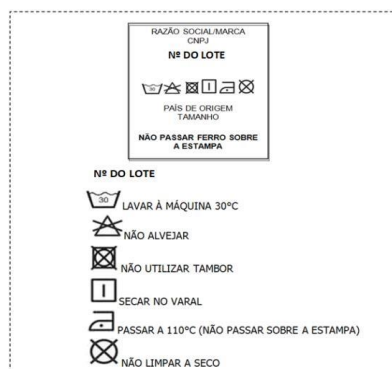 RAZÃO SOCIAL/MARCA
CNPJ
Nº DO LOTE
30
PAÍS DE ORIGEM
TAMANHO
NÃO PASSAR FERRO SOBRE
A ESTAMPA
Nº DO LOTE
30 LAVAR À MÁQUINA 30°C
NÃO ALVEJAR
NÃO UTILIZAR TAMBOR
SECAR NO VARAL
PASSAR A 110°C (NÃO PASSAR SOBRE A ESTAMPA)
NÃO LIMPAR A SECO